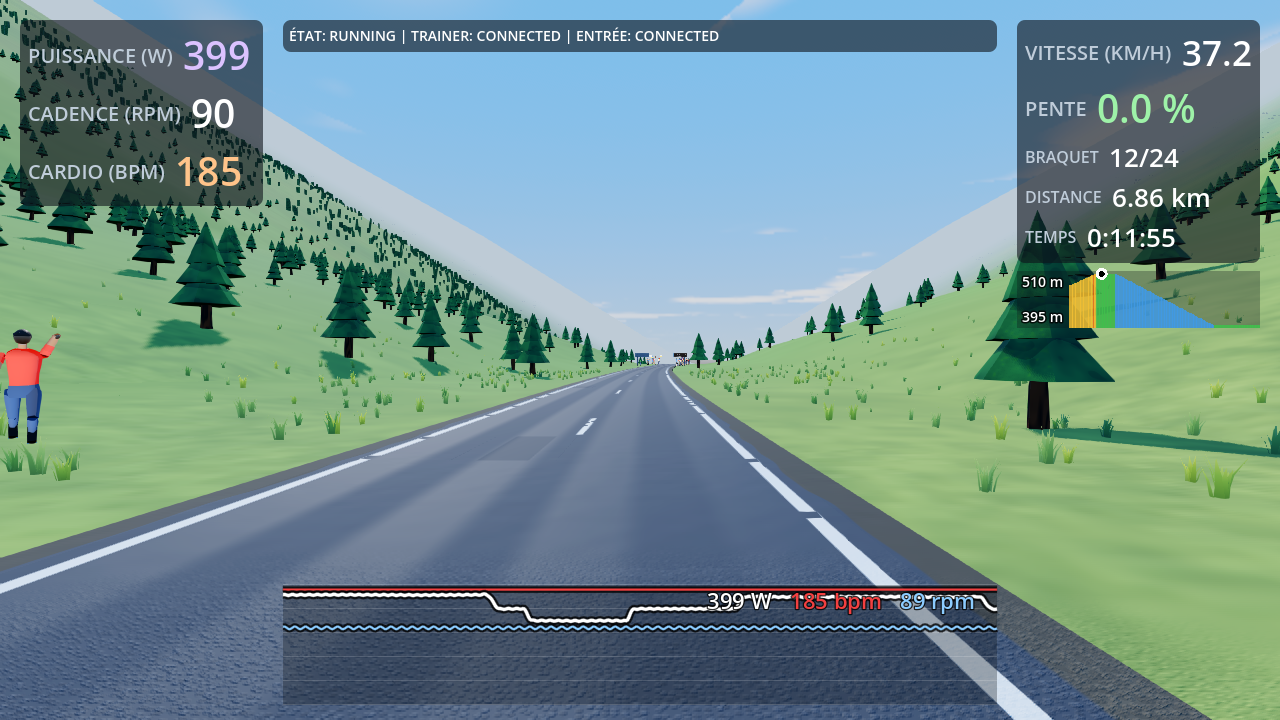 PUISSANCE (W) 399
CADENCE (RPM) 90
CARDIO (BPM) 185
ÉTAT: RUNNING | TRAINER: CONNECTED | ENTRÉE: CONNECTED
VITESSE (KM/H) 37.2
PENTE 0.0 %
BRAQUET 12/24
DISTANCE 6.86 km
TEMPS 0:11:55
510 m
395 m
399 W 185 bpm 89 rpm